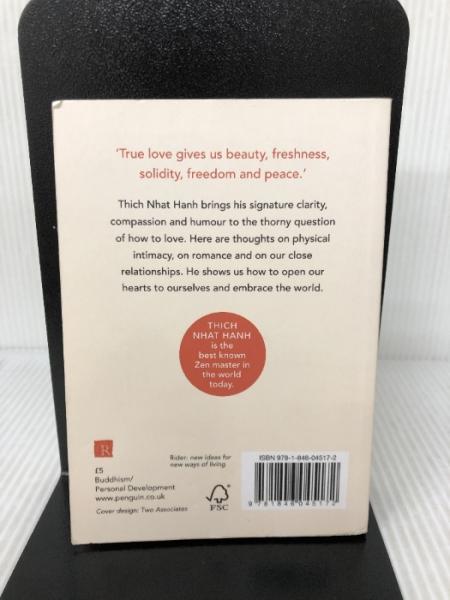 'True love gives us beauty, freshness,
solidity, freedom and peace.'
Thich Nhat Hanh brings his signature clarity,
compassion and humour to the thorny question
of how to love. Here are thoughts on physical
intimacy, on romance and on our close
relationships. He shows us how to open our
hearts to ourselves and embrace the world.
THICH
NHAT HANH
is the
best known
Zen master in
the world
today.
R
£5
Buddhism/
Personal Development
www.penguin.co.uk
Cover design: Two Associates
Rider: new ideas for
new ways of living.
FSC
ISBN 978-1-846-04517-2
9 781846 045172